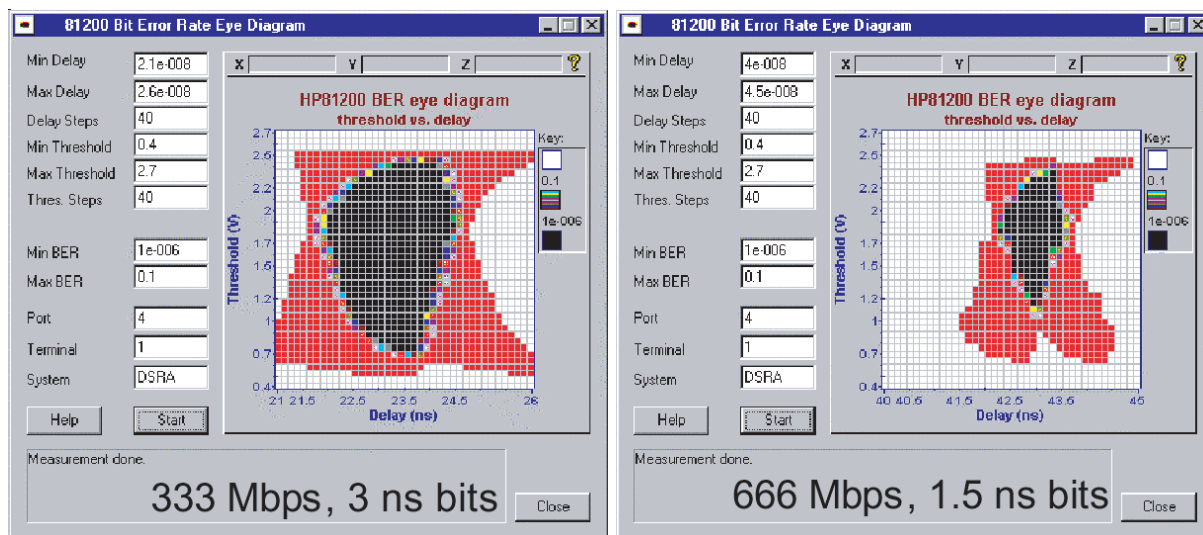 81200 Bit Error Rate Eye Diagram
Min Delay 2.1e-008
Max Delay 2.6e-008
Delay Steps 40
Min Threshold 0.4
Max Threshold 2.7
Thres. Steps 40
Min BER 1e-006
Max BER 0.1
Port 4
Terminal 1
System DSRA
Help Start
X Y Z ?
HP81200 BER eye diagram
threshold vs. delay
Key:
0.1
1e-006
Threshold (V)
2.7
2.5
2.2
2
1.7
1.5
1.2
1
0.7
0.4
21 21.5 22.5 23.5 24.5 26
Delay (ns)
Measurement done.
333 Mbps, 3 ns bits
Close
81200 Bit Error Rate Eye Diagram
Min Delay 4e-008
Max Delay 4.5e-008
Delay Steps 40
Min Threshold 0.4
Max Threshold 2.7
Thres. Steps 40
Min BER 1e-006
Max BER 0.1
Port 4
Terminal 1
System DSRA
Help Start
X Y Z ?
HP81200 BER eye diagram
threshold vs. delay
Key:
0.1
1e-006
Threshold (V)
2.7
2.5
2.2
2
1.7
1.5
1.2
1
0.7
0.4
40 40.5 41.5 42.5 43.5 45
Delay (ns)
Measurement done.
666 Mbps, 1.5 ns bits
Close